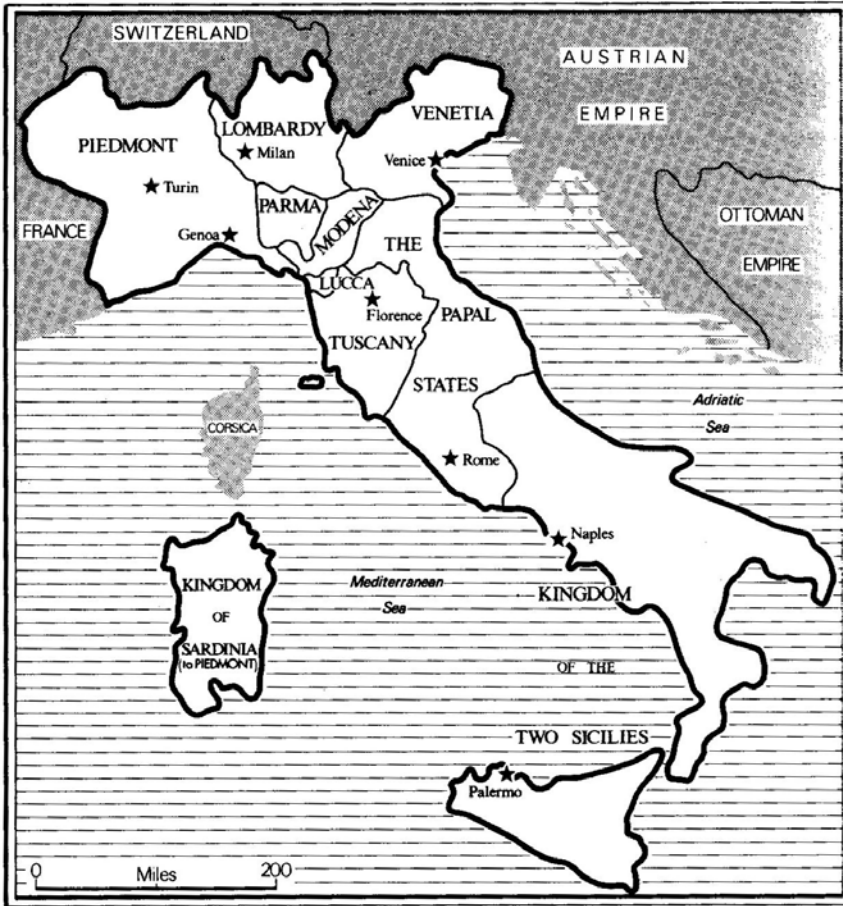 SWITZERLAND
AUSTRIAN
EMPIRE
VENETIA
LOMBARDY
PIEDMONT
Milan
Venice
Turin
PARMA
MODENA
OTTOMAN
EMPIRE
FRANCE
Genoa
THE
LUCCA
Florence
PAPAL
TUSCANY
STATES
Adriatic
Sea
CORSICA
Rome
Naples
KINGDOM
OF
SARDINIA
(to PIEDMONT)
Mediterranean
Sea
KINGDOM
OF THE
TWO SICILIES
Palermo
0 200
Miles